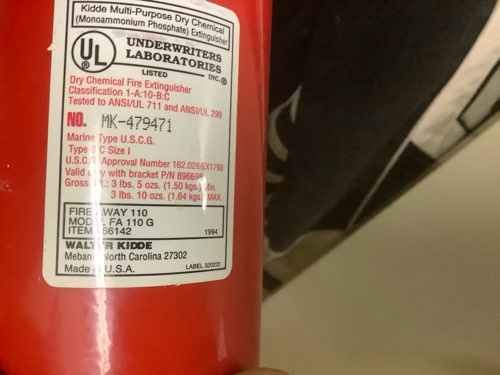 Kidde Multi-Purpose Dry Chemical
(Monoammonium Phosphate) Extinguisher
UL
UNDERWRITERS
LABORATORIES
INC.®
LISTED
Dry Chemical Fire Extinguisher
Classification 1-A:10-B:C
Tested to ANSI/UL 711 and ANSI/UL 299
NO. MK-479471
Marine Type U.S.C.G.
Type B:C Size I
U.S.C.G. Approval Number 162.028/EX1793
Valid only with bracket P/N
Gross Wt.: 3 lbs. 5 ozs. (1.50 kgs.) Min.
3 lbs. 10 ozs. (1.64 kgs.) MAX.
FIRE AWAY 110
MODEL FA 110 G
ITEM 1994
WALTER KIDDE
Mebane, North Carolina 27302
Made in U.S.A. LABEL 320222